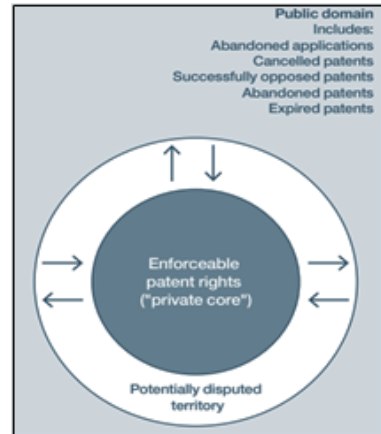 Public domain
Includes:
Abandoned applications
Cancelled patents
Successfully opposed patents
Abandoned patents
Expired patents
Enforceable
patent rights
("private core")
Potentially disputed
territory